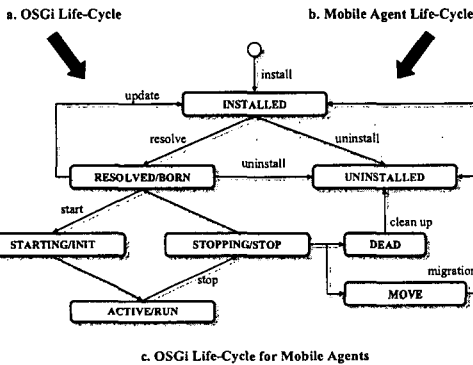 a. OSGi Life-Cycle
b. Mobile Agent Life-Cycle
install
update
INSTALLED
resolve
uninstall
uninstall
RESOLVED/BORN
UNINSTALLED
start
clean up
STARTING/INIT
STOPPING/STOP
DEAD
stop
migration
MOVE
ACTIVE/RUN
c. OSGi Life-Cycle for Mobile Agents